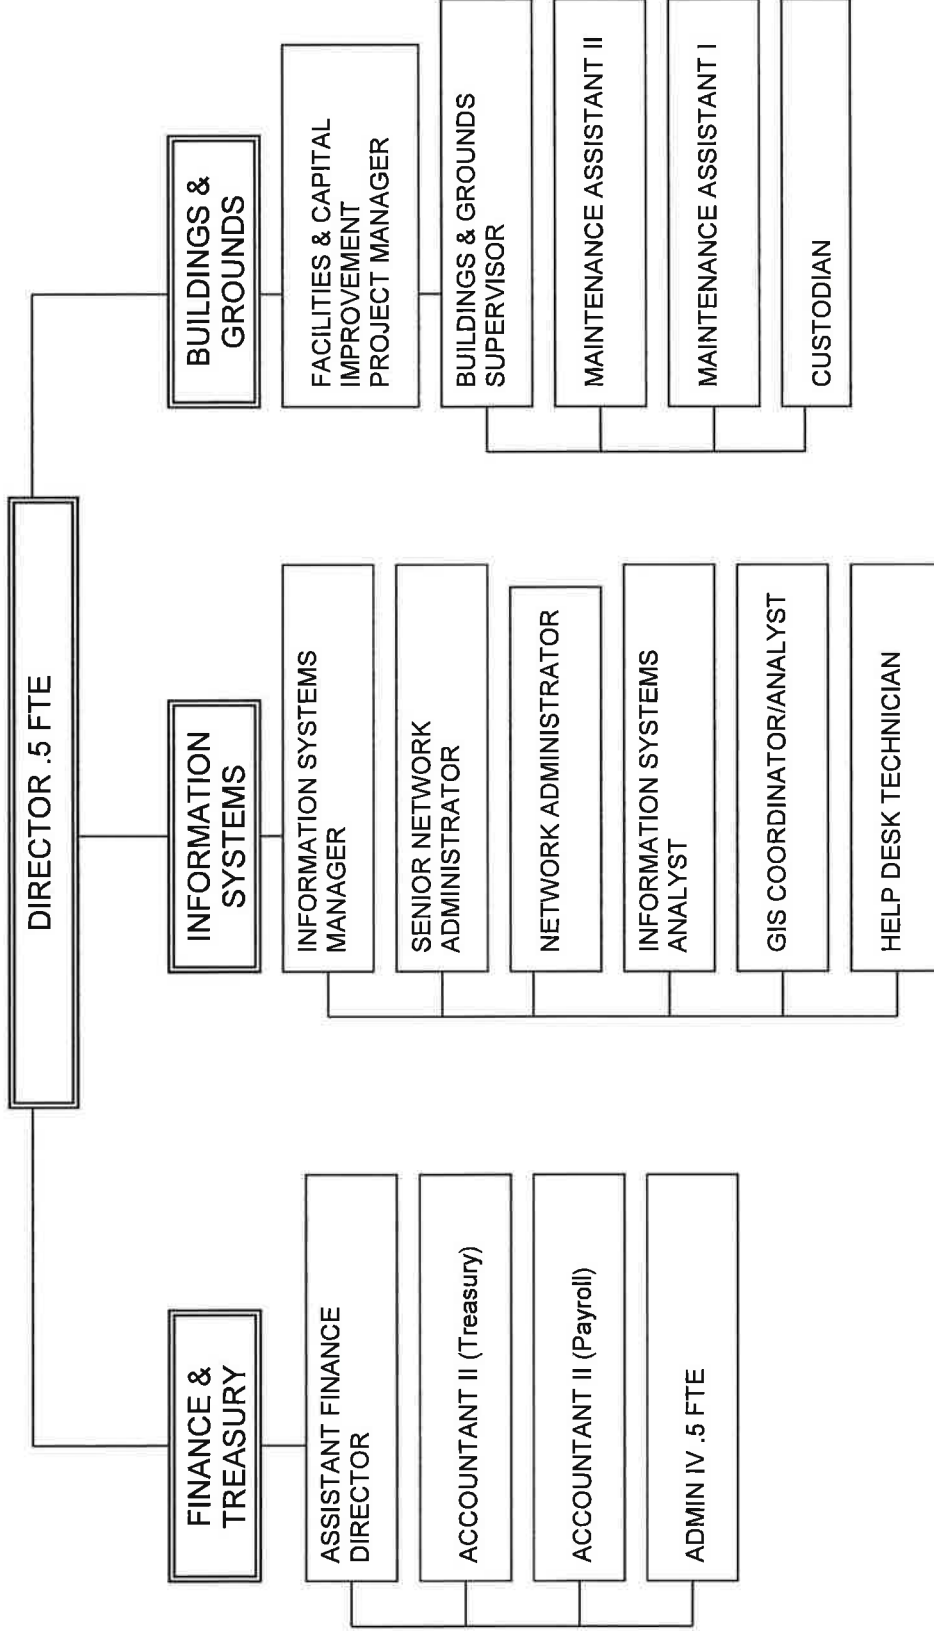 DIRECTOR .5 FTE
FINANCE &
TREASURY
ASSISTANT FINANCE
DIRECTOR
ACCOUNTANT II (Treasury)
ACCOUNTANT II (Payroll)
ADMIN IV .5 FTE
INFORMATION
SYSTEMS
INFORMATION SYSTEMS
MANAGER
SENIOR NETWORK
ADMINISTRATOR
NETWORK ADMINISTRATOR
INFORMATION SYSTEMS
ANALYST
GIS COORDINATOR/ANALYST
HELP DESK TECHNICIAN
BUILDINGS &
GROUNDS
FACILITIES & CAPITAL
IMPROVEMENT
PROJECT MANAGER
BUILDINGS & GROUNDS
SUPERVISOR
MAINTENANCE ASSISTANT II
MAINTENANCE ASSISTANT I
CUSTODIAN